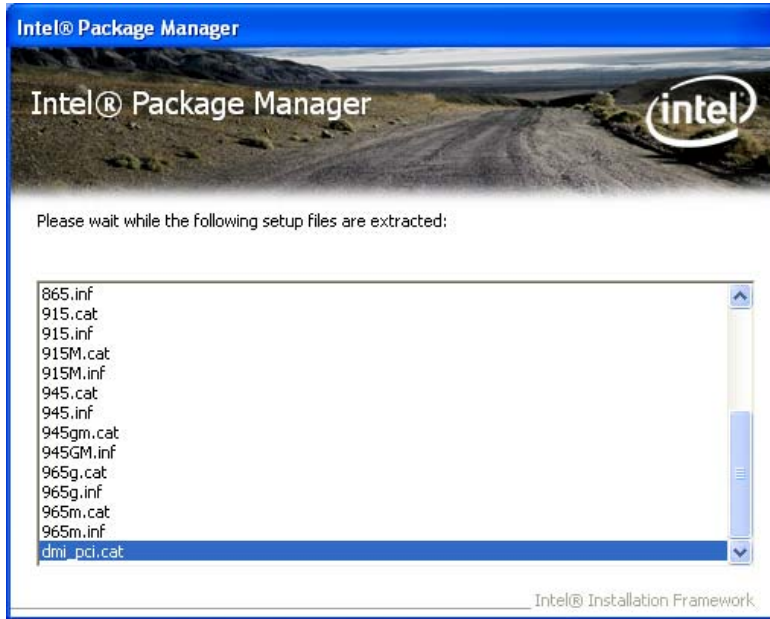 Intel® Package Manager
Intel® Package Manager
intel
Please wait while the following setup files are extracted:
865.inf
915.cat
915.inf
915M.cat
915M.inf
945.cat
945.inf
945gm.cat
945GM.inf
965g.cat
965g.inf
965m.cat
965m.inf
dmi_pci.cat
Intel® Installation Framework